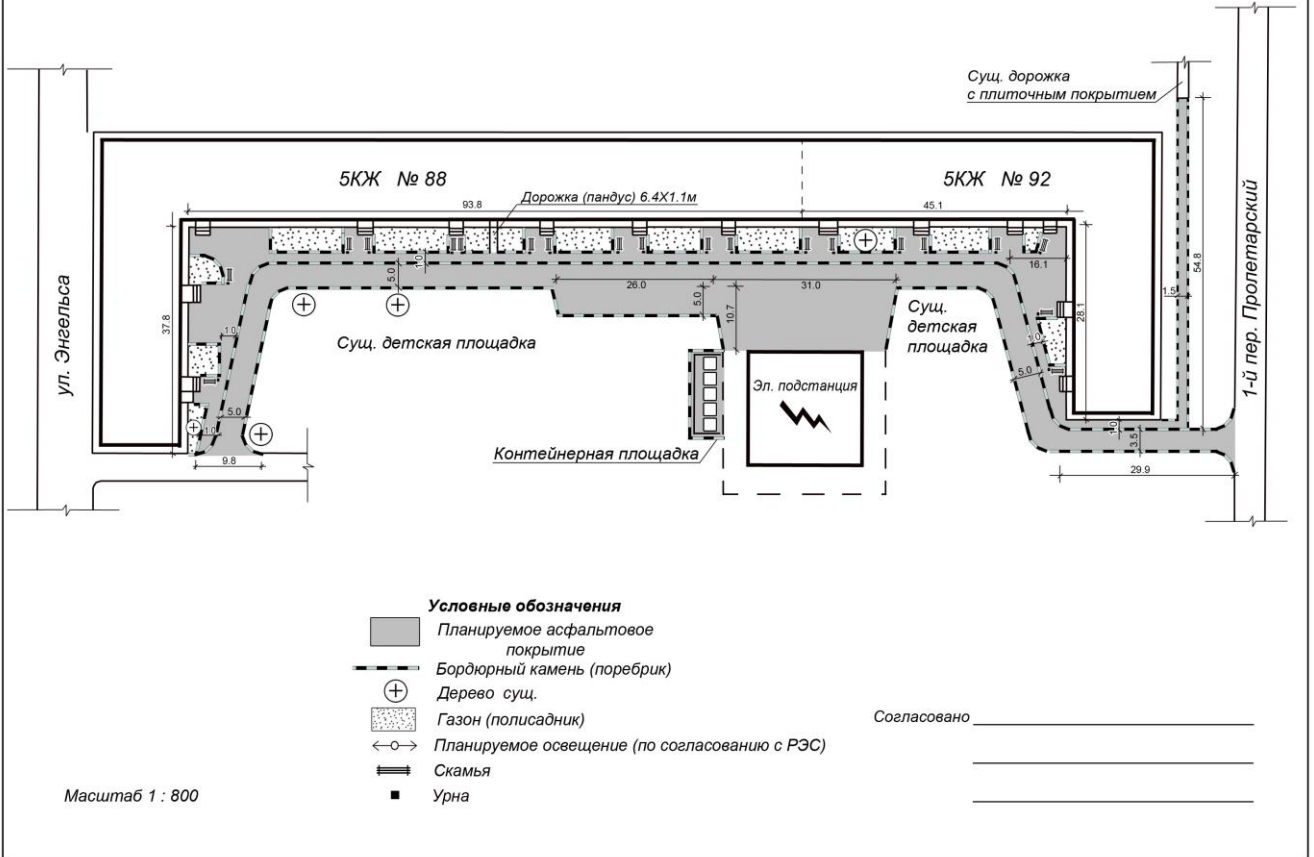 Сущ. дорожка
с плиточным покрытием
5КЖ № 88
5КЖ № 92
Дорожка (пандус) 6.4Х1.1м
93.8
45.1
ул. Энгельса
1-й пер. Пролетарский
37.8
1.0
5.0
1.0
5.0
1.0
9.8
26.0
31.0
5.0
10.7
16.1
28.1
1.5
54.8
1.0
5.0
1.0
3.5
29.9
Сущ. детская площадка
Сущ.
детская
площадка
Эл. подстанция
Контейнерная площадка
Условные обозначения
Планируемое асфальтовое
покрытие
Бордюрный камень (поребрик)
Дерево сущ.
Газон (полисадник)
Планируемое освещение (по согласованию с РЭС)
Скамья
Урна
Согласовано
Масштаб 1 : 800